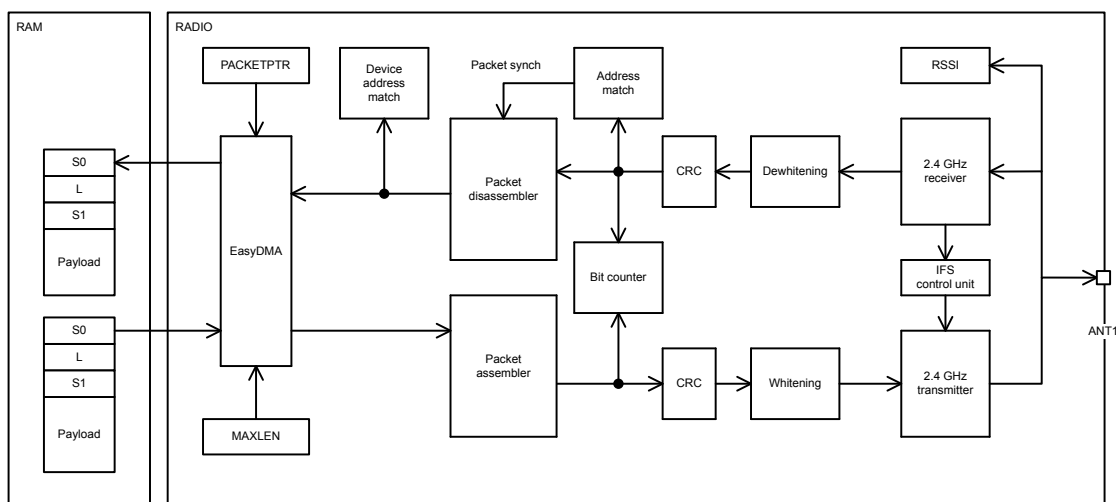 RAM
RADIO
PACKETPTR
Device
address
match
Packet synch
Address
match
RSSI
S0
L
S1
Payload
EasyDMA
Packet
disassembler
CRC
Dewhitening
2.4 GHz
receiver
Bit counter
IFS
control unit
ANT1
S0
L
S1
Payload
Packet
assembler
CRC
Whitening
2.4 GHz
transmitter
MAXLEN